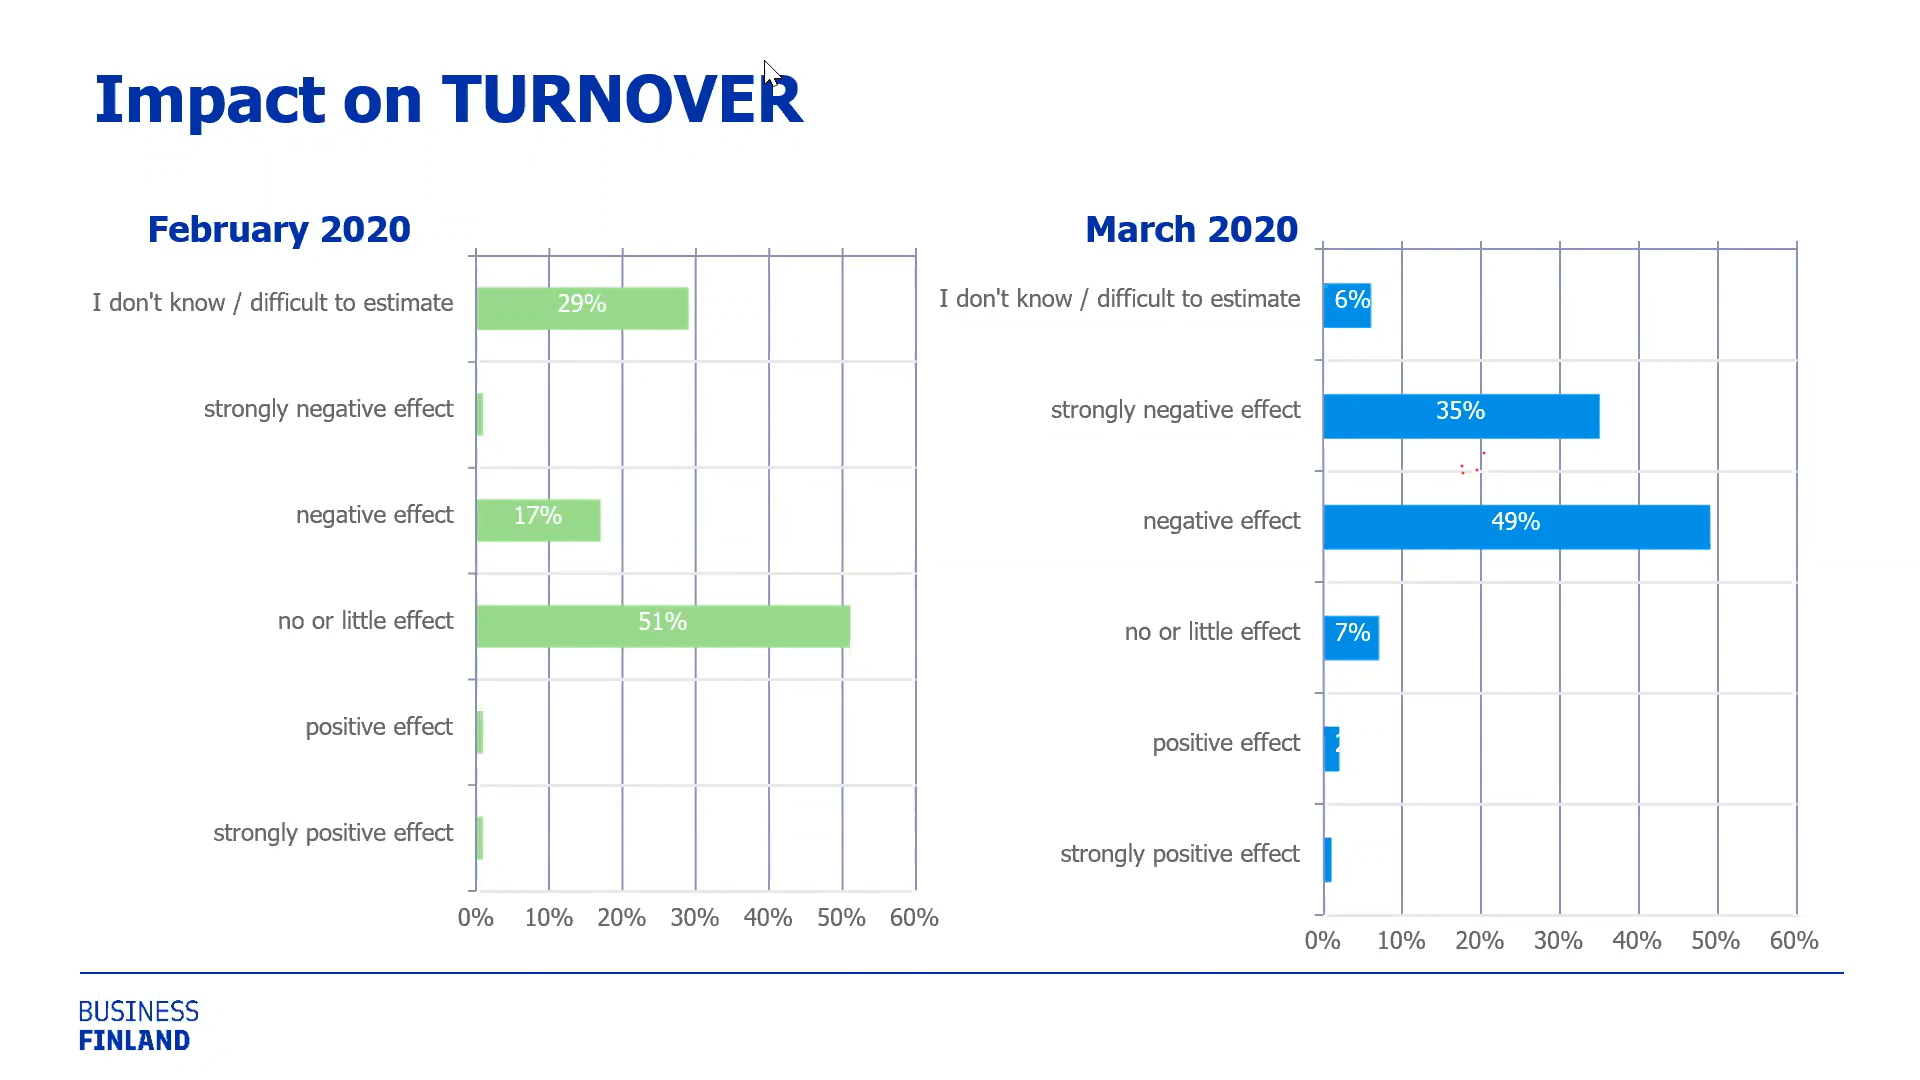 Impact on TURNOVER
February 2020
I don't know / difficult to estimate
29%
strongly negative effect
negative effect
17%
no or little effect
51%
positive effect
strongly positive effect
0% 10% 20% 30% 40% 50% 60%
March 2020
I don't know / difficult to estimate
6%
strongly negative effect
35%
negative effect
49%
no or little effect
7%
positive effect
strongly positive effect
0% 10% 20% 30% 40% 50% 60%
BUSINESS
FINLAND